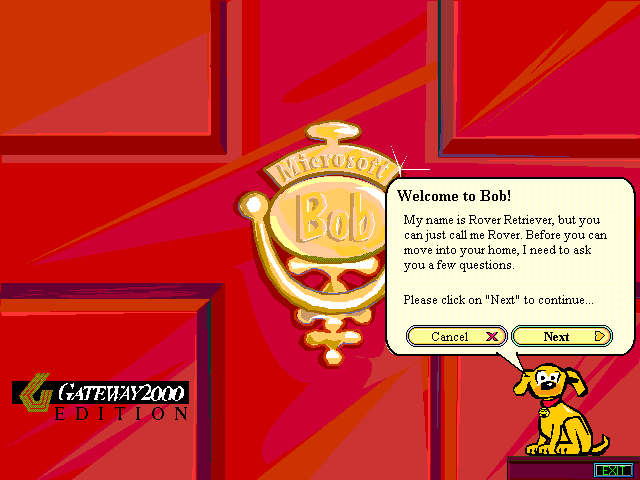 Microsoft
Bob
Welcome to Bob!
My name is Rover Retriever, but you
can just call me Rover. Before you can
move into your home, I need to ask
you a few questions.
Please click on "Next" to continue...
Cancel
Next
GATEWAY2000
EDITION
EXIT